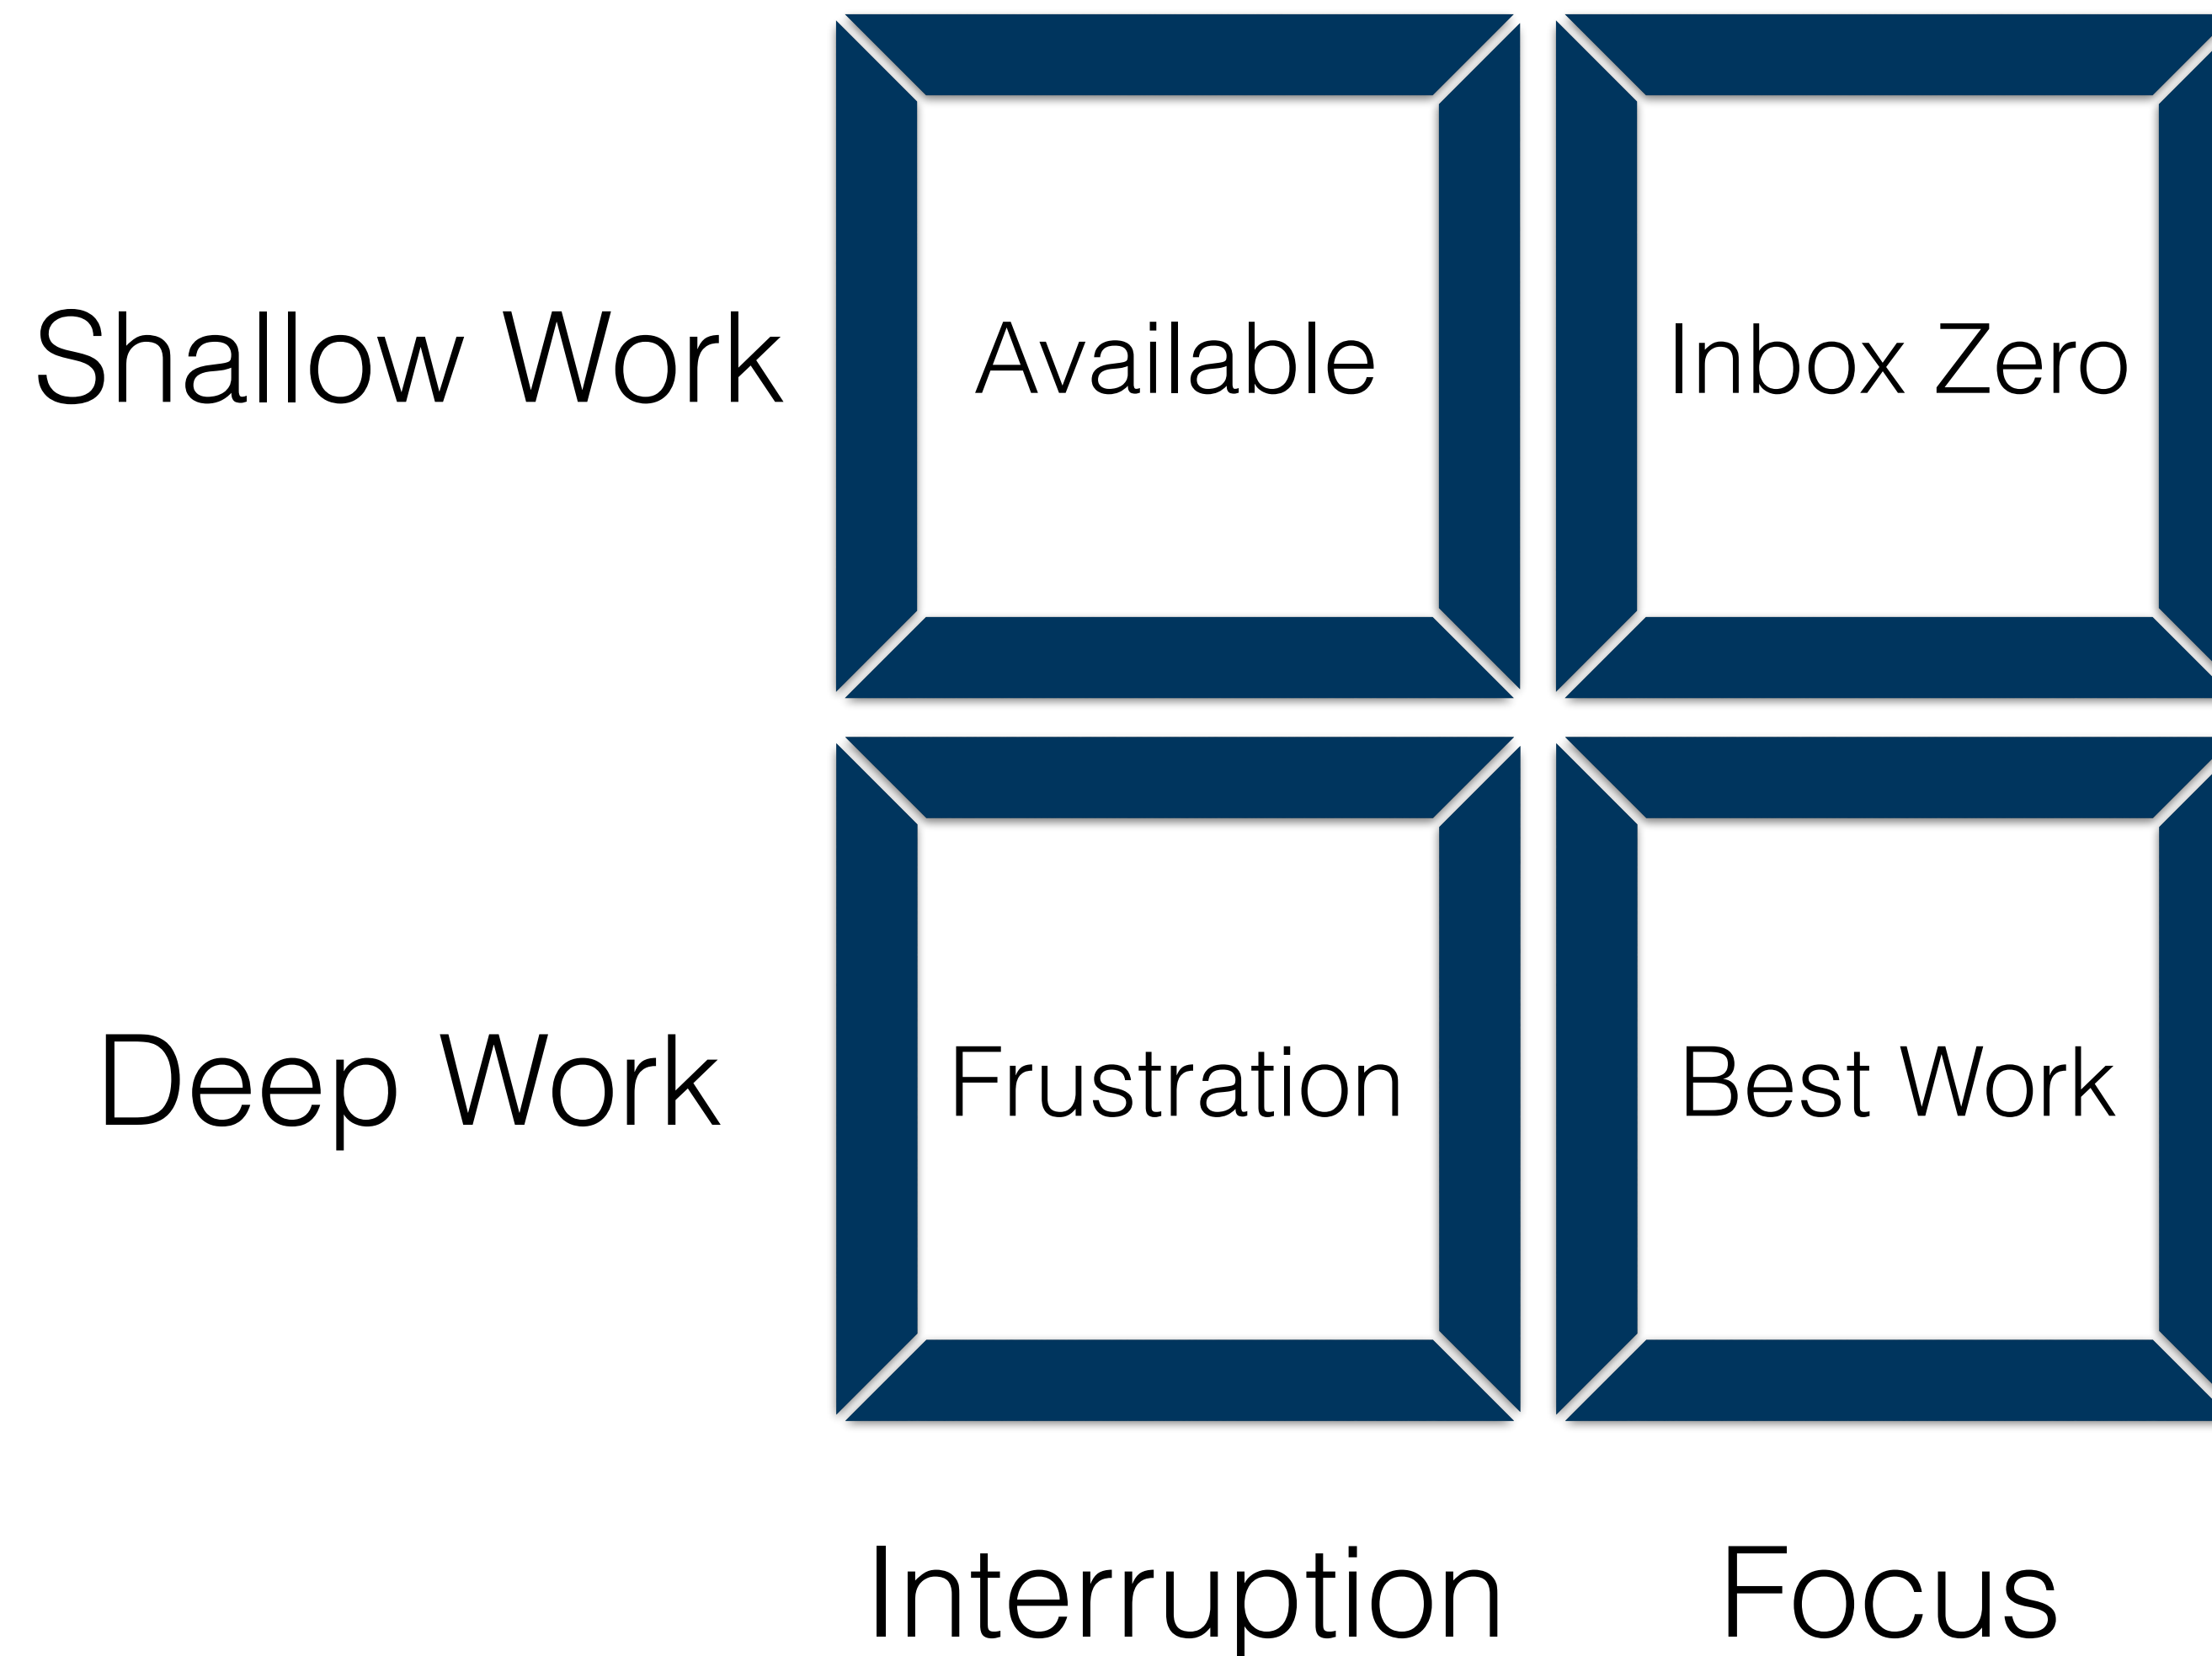 Shallow Work
Available
Inbox Zero
Deep Work
Frustration
Best Work
Interruption
Focus